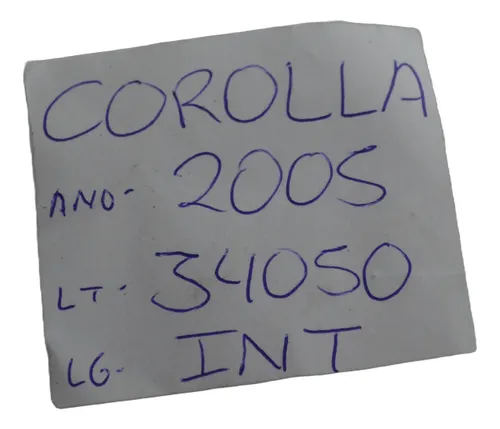 COROLLA
ANO- 2005
LT- 34050
LG- INT